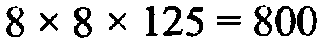 8 × 8 × 125 = 800